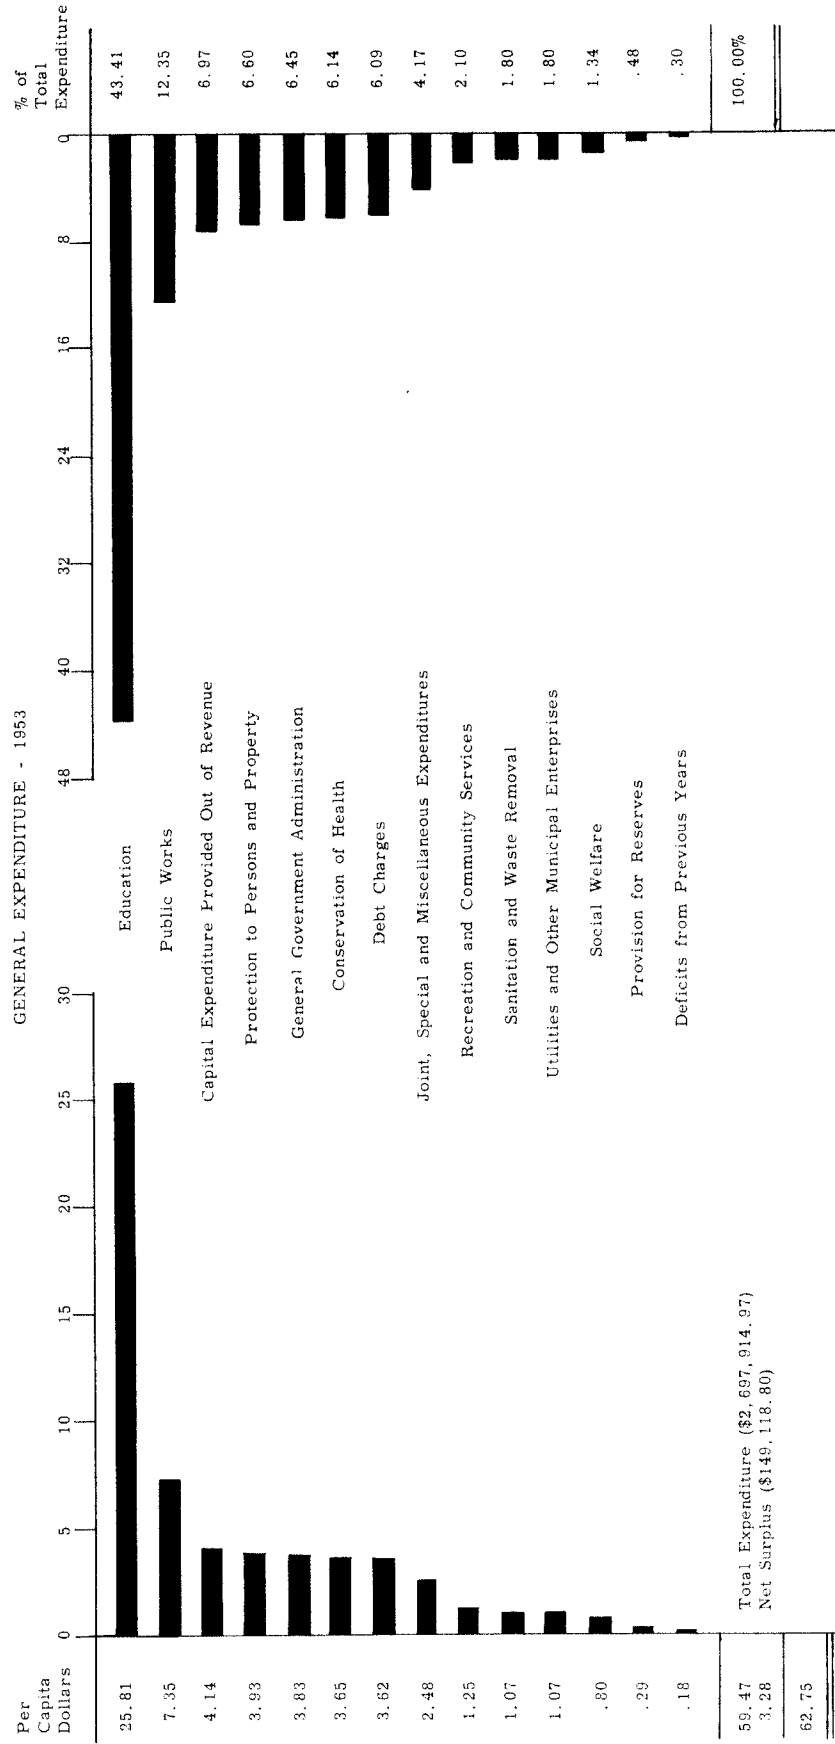 GENERAL EXPENDITURE - 1953
Per
Capita
Dollars
0 5 10 15 20 25 30
48 40 32 24 16 8 0
% of
Total
Expenditure
25.81 Education 43.41
7.35 Public Works 12.35
4.14 Capital Expenditure Provided Out of Revenue 6.97
3.93 Protection to Persons and Property 6.60
3.83 General Government Administration 6.45
3.65 Conservation of Health 6.14
3.62 Debt Charges 6.09
2.48 Joint, Special and Miscellaneous Expenditures 4.17
1.25 Recreation and Community Services 2.10
1.07 Sanitation and Waste Removal 1.80
1.07 Utilities and Other Municipal Enterprises 1.80
.80 Social Welfare 1.34
.29 Provision for Reserves .48
.18 Deficits from Previous Years .30
59.47 Total Expenditure ($2,697,914.97) 100.00%
3.28 Net Surplus ($149,118.80)
62.75